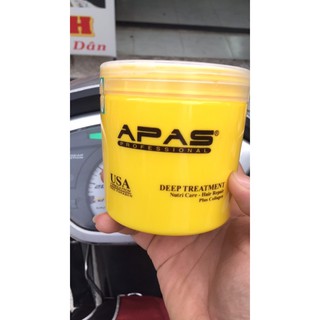 H
Dân
APAS®
PROFESSIONAL
USA
DEEP TREATMENT
Nutri Care - Hair Repair
Plus Collagen